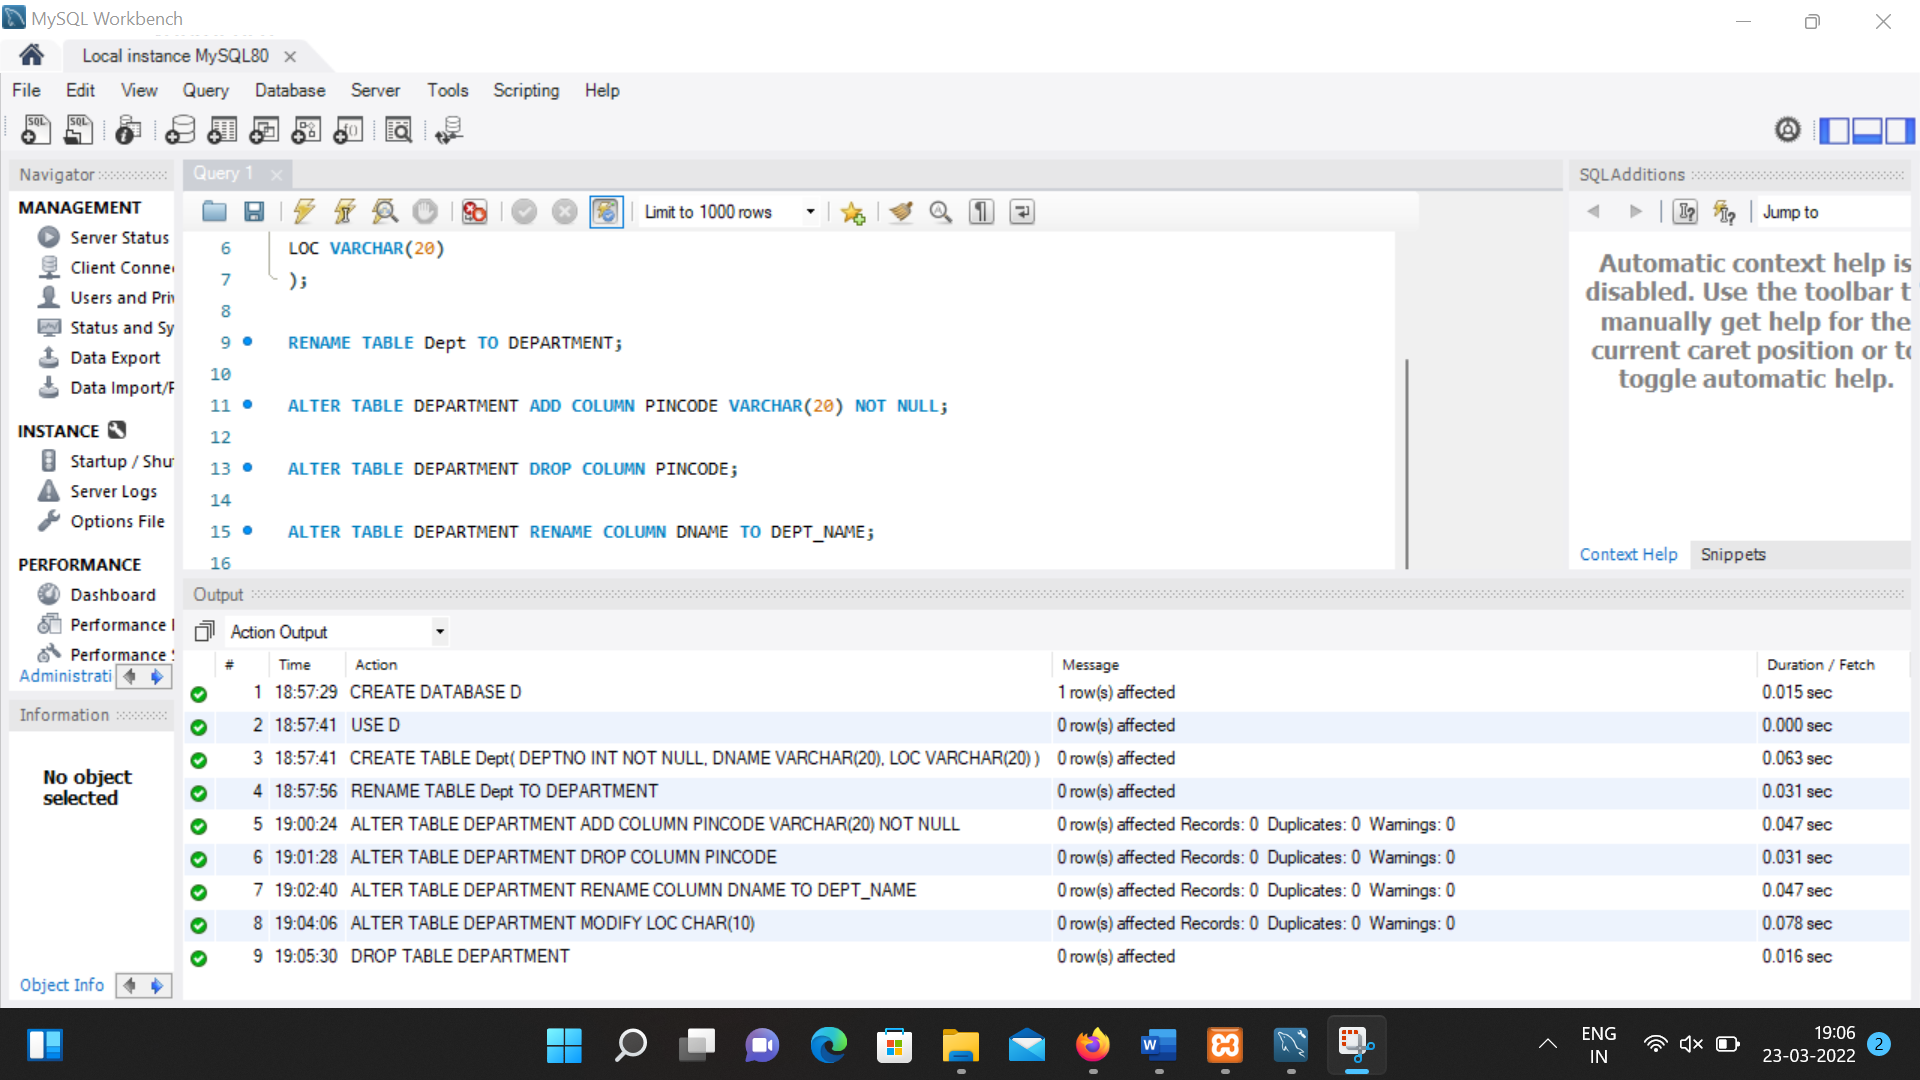 MySQL Workbench
Local instance MySQL80
File Edit View Query Database Server Tools Scripting Help
Navigator
MANAGEMENT
Server Status
Client Conne
Users and Priv
Status and Sy
Data Export
Data Import/R
INSTANCE
Startup / Shu
Server Logs
Options File
PERFORMANCE
Dashboard
Performance
Performance
Administrati
Information
No object
selected
Object Info
Query 1
Limit to 1000 rows
6 LOC VARCHAR(20)
7 );
8
9 RENAME TABLE Dept TO DEPARTMENT;
10
11 ALTER TABLE DEPARTMENT ADD COLUMN PINCODE VARCHAR(20) NOT NULL;
12
13 ALTER TABLE DEPARTMENT DROP COLUMN PINCODE;
14
15 ALTER TABLE DEPARTMENT RENAME COLUMN DNAME TO DEPT_NAME;
16
SQLAdditions
Jump to
Automatic context help is
disabled. Use the toolbar t
manually get help for the
current caret position or to
toggle automatic help.
Context Help Snippets
Output
Action Output
# Time Action Message Duration / Fetch
1 18:57:29 CREATE DATABASE D 1 row(s) affected 0.015 sec
2 18:57:41 USE D 0 row(s) affected 0.000 sec
3 18:57:41 CREATE TABLE Dept( DEPTNO INT NOT NULL, DNAME VARCHAR(20), LOC VARCHAR(20) ) 0 row(s) affected 0.063 sec
4 18:57:56 RENAME TABLE Dept TO DEPARTMENT 0 row(s) affected 0.031 sec
5 19:00:24 ALTER TABLE DEPARTMENT ADD COLUMN PINCODE VARCHAR(20) NOT NULL 0 row(s) affected Records: 0 Duplicates: 0 Warnings: 0 0.047 sec
6 19:01:28 ALTER TABLE DEPARTMENT DROP COLUMN PINCODE 0 row(s) affected Records: 0 Duplicates: 0 Warnings: 0 0.031 sec
7 19:02:40 ALTER TABLE DEPARTMENT RENAME COLUMN DNAME TO DEPT_NAME 0 row(s) affected Records: 0 Duplicates: 0 Warnings: 0 0.047 sec
8 19:04:06 ALTER TABLE DEPARTMENT MODIFY LOC CHAR(10) 0 row(s) affected Records: 0 Duplicates: 0 Warnings: 0 0.078 sec
9 19:05:30 DROP TABLE DEPARTMENT 0 row(s) affected 0.016 sec
ENG
IN
19:06
23-03-2022
2